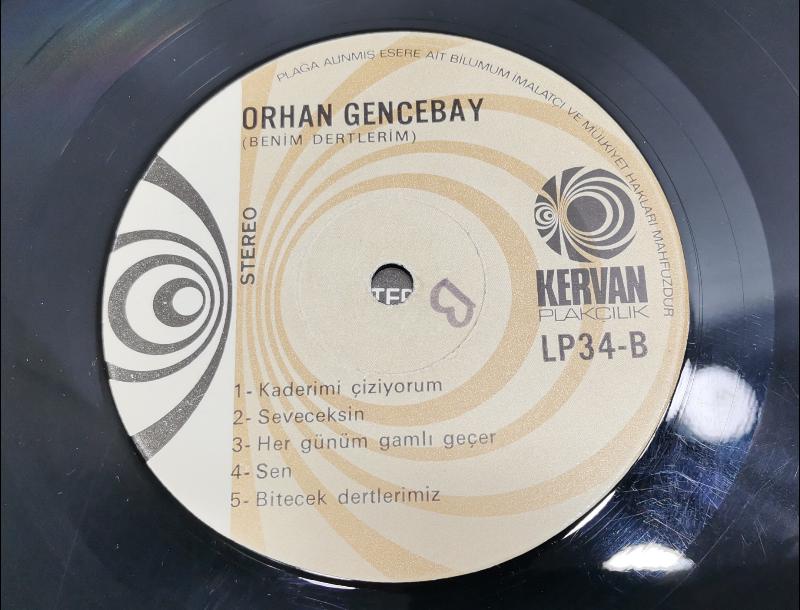 PLAĞA ALINMIŞ ESERE AİT BİLUMUM İMALATÇI VE MÜLKİYET HAKLARI MAHFUZDUR
ORHAN GENCEBAY
(BENİM DERTLERİM)
STEREO
KERVAN
PLAKCILIK
LP34-B
B
1- Kaderimi çiziyorum
2- Seveceksin
3- Her günüm gamlı geçer
4- Sen
5- Bitecek dertlerimiz